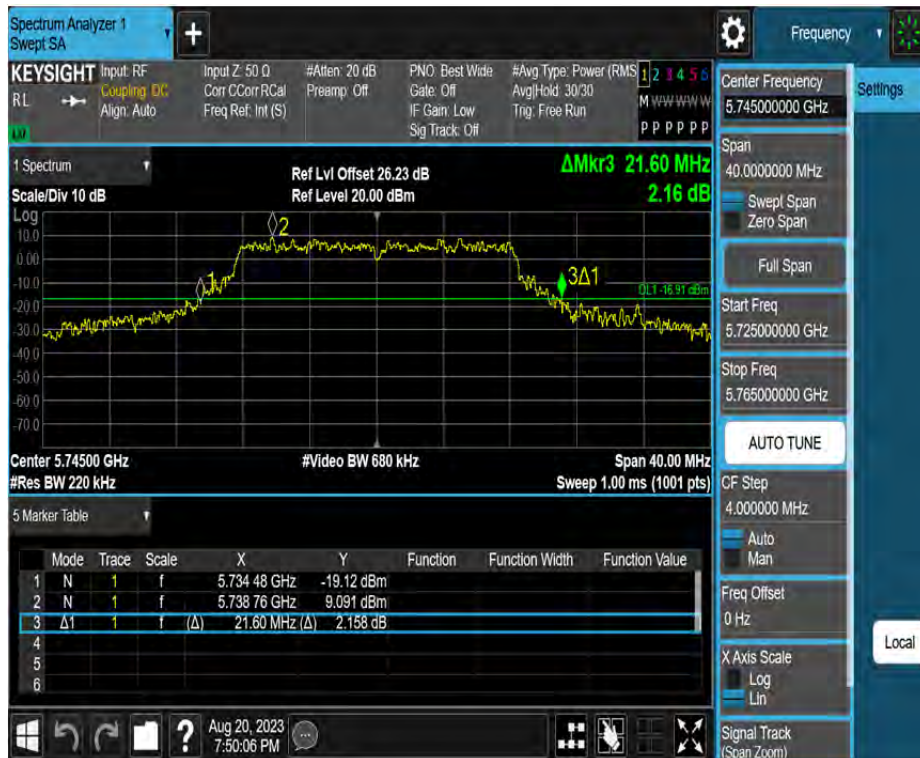 Spectrum Analyzer 1
Swept SA
+
Frequency
KEYSIGHT
RL
Input: RF
Coupling: DC
Align: Auto
Input Z: 50 Ω
Corr CCorr RCal
Freq Ref: Int (S)
#Atten: 20 dB
Preamp: Off
PNO: Best Wide
Gate: Off
IF Gain: Low
Sig Track: Off
#Avg Type: Power (RMS
Avg|Hold: 30/30
Trig: Free Run
1 2 3 4 5 6
M W W W W W
P P P P P P
Settings
Center Frequency
5.745000000 GHz
Span
40.0000000 MHz
Swept Span
Zero Span
Full Span
Start Freq
5.725000000 GHz
Stop Freq
5.765000000 GHz
AUTO TUNE
CF Step
4.000000 MHz
Auto
Man
Freq Offset
0 Hz
X Axis Scale
Log
Lin
Signal Track
(Span Zoom)
Local
1 Spectrum
Scale/Div 10 dB
Ref Lvl Offset 26.23 dB
Ref Level 20.00 dBm
ΔMkr3 21.60 MHz
2.16 dB
Log
10.0
0.00
-10.0
-20.0
-30.0
-40.0
-50.0
-60.0
-70.0
2
1
3Δ1
DL1 -16.91 dBm
Center 5.74500 GHz
#Video BW 680 kHz
Span 40.00 MHz
#Res BW 220 kHz
Sweep 1.00 ms (1001 pts)
5 Marker Table
Mode Trace Scale X Y Function Function Width Function Value
1 N 1 f 5.734 48 GHz -19.12 dBm
2 N 1 f 5.738 76 GHz 9.091 dBm
3 Δ1 1 f (Δ) 21.60 MHz (Δ) 2.158 dB
4
5
6
?
Aug 20, 2023
7:50:06 PM